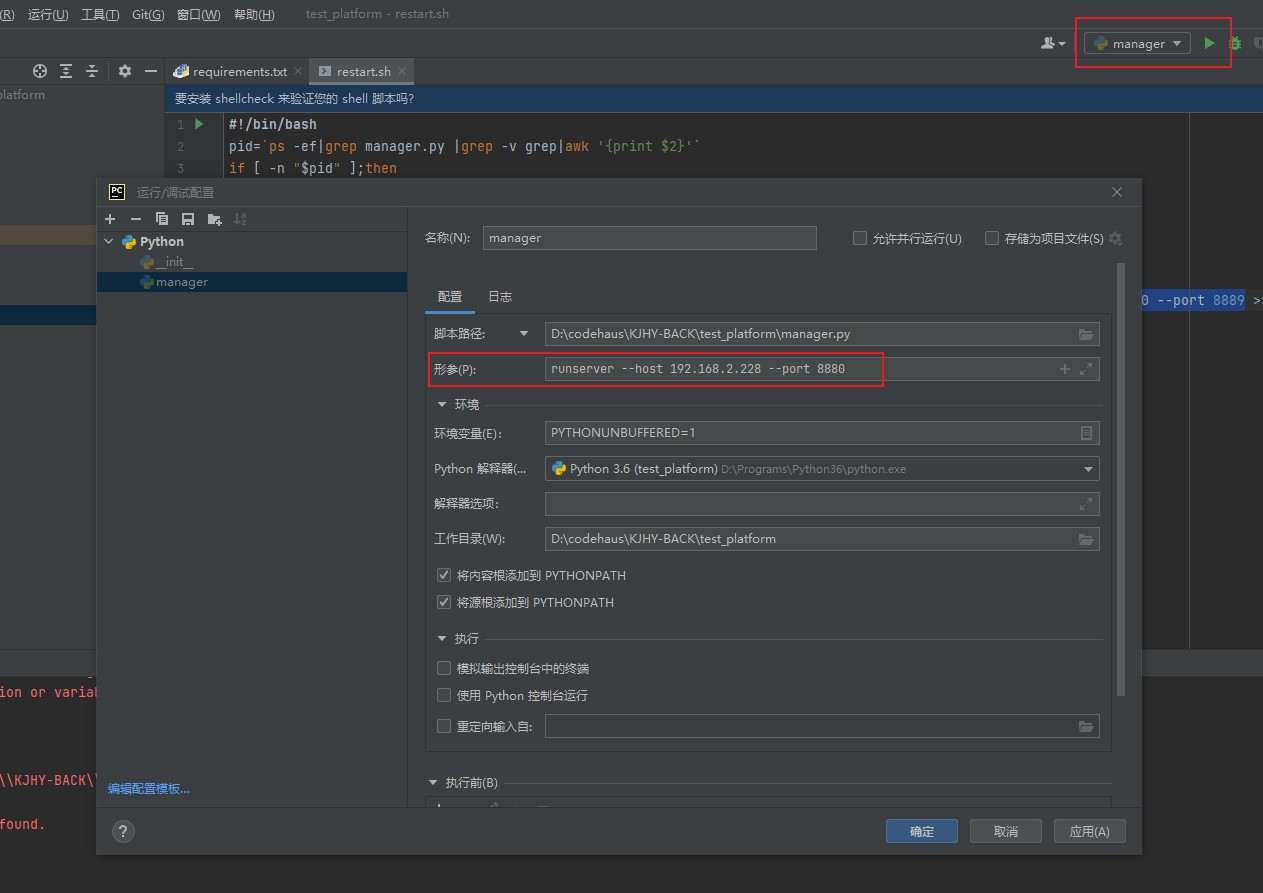 (R) 运行(U) 工具(T) Git(G) 窗口(W) 帮助(H) test_platform - restart.sh
manager
requirements.txt restart.sh
platform
要安装 shellcheck 来验证您的 shell 脚本吗?
1 #!/bin/bash
2 pid=`ps -ef|grep manager.py |grep -v grep|awk '{print $2}'`
3 if [ -n "$pid" ];then
PC 运行/调试配置
Python
__init__
manager
名称(N): manager 允许并行运行(U) 存储为项目文件(S)
配置 日志
0 --port 8889 >
脚本路径: D:\codehaus\KJHY-BACK\test_platform\manager.py
形参(P): runserver --host 192.168.2.228 --port 8880
环境
环境变量(E): PYTHONUNBUFFERED=1
Python 解释器(... Python 3.6 (test_platform) D:\Programs\Python36\python.exe
解释器选项:
工作目录(W): D:\codehaus\KJHY-BACK\test_platform
将内容根添加到 PYTHONPATH
将源根添加到 PYTHONPATH
执行
模拟输出控制台中的终端
使用 Python 控制台运行
重定向输入自:
ion or varia
\\KJHY-BACK\
found.
执行前(B)
编辑配置模板...
? 确定 取消 应用(A)